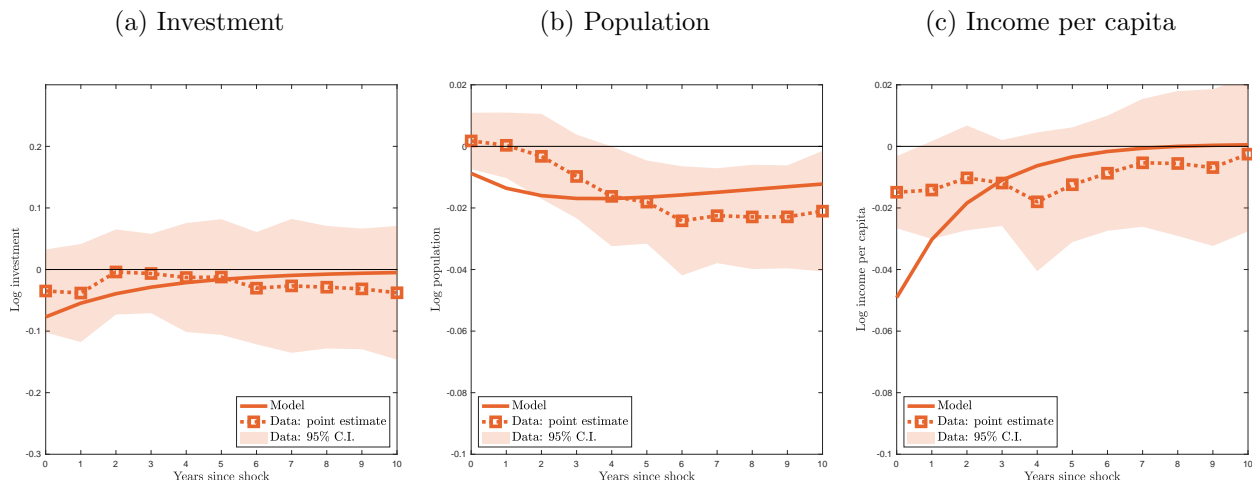 (a) Investment
0.2
0.1
0
-0.1
-0.2
-0.3
Log investment
0 1 2 3 4 5 6 7 8 9 10
Years since shock
Model
Data: point estimate
Data: 95% C.I.
(b) Population
0.02
0
-0.02
-0.04
-0.06
-0.08
-0.1
Log population
0 1 2 3 4 5 6 7 8 9 10
Years since shock
Model
Data: point estimate
Data: 95% C.I.
(c) Income per capita
0.02
0
-0.02
-0.04
-0.06
-0.08
-0.1
Log income per capita
0 1 2 3 4 5 6 7 8 9 10
Years since shock
Model
Data: point estimate
Data: 95% C.I.